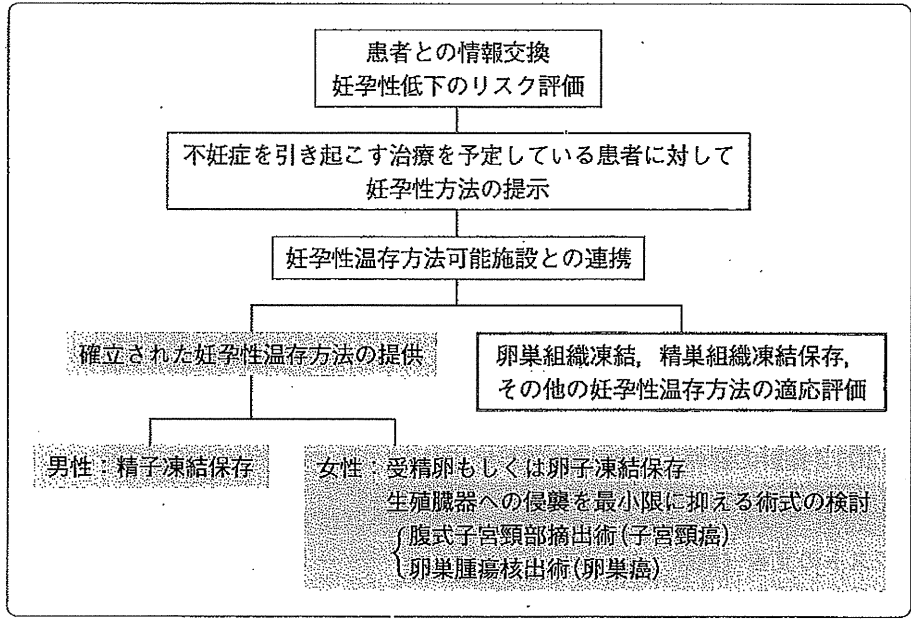 患者との情報交換
妊孕性低下のリスク評価
不妊症を引き起こす治療を予定している患者に対して
妊孕性方法の提示
妊孕性温存方法可能施設との連携
確立された妊孕性温存方法の提供
卵巣組織凍結，精巣組織凍結保存，
その他の妊孕性温存方法の適応評価
男性：精子凍結保存
女性：受精卵もしくは卵子凍結保存
生殖臓器への侵襲を最小限に抑える術式の検討
腹式子宮頸部摘出術(子宮頸癌)
卵巣腫瘍核出術(卵巣癌)